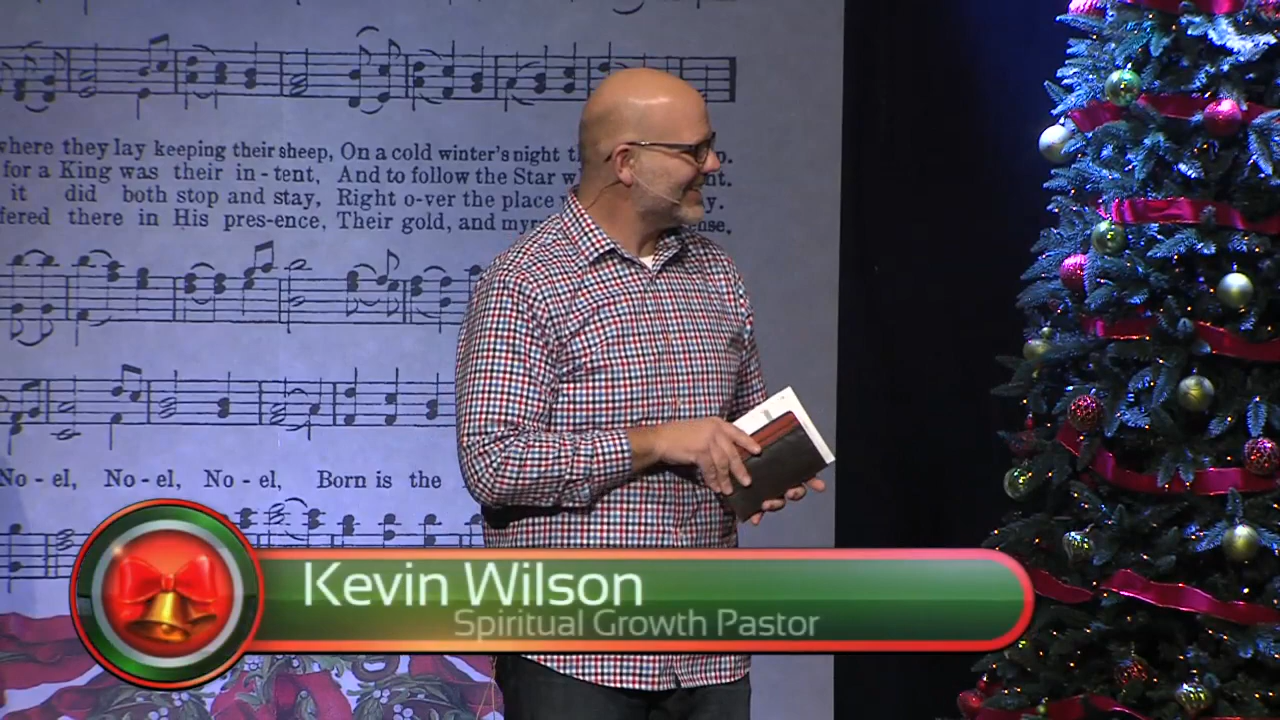 where they lay keeping their sheep, On a cold winter's night
for a King was their in-tent, And to follow the Star
it did both stop and stay, Right o-ver the place
there in His pres-ence, Their gold, and
No-el, No-el, No-el, Born is the
Kevin Wilson
Spiritual Growth Pastor